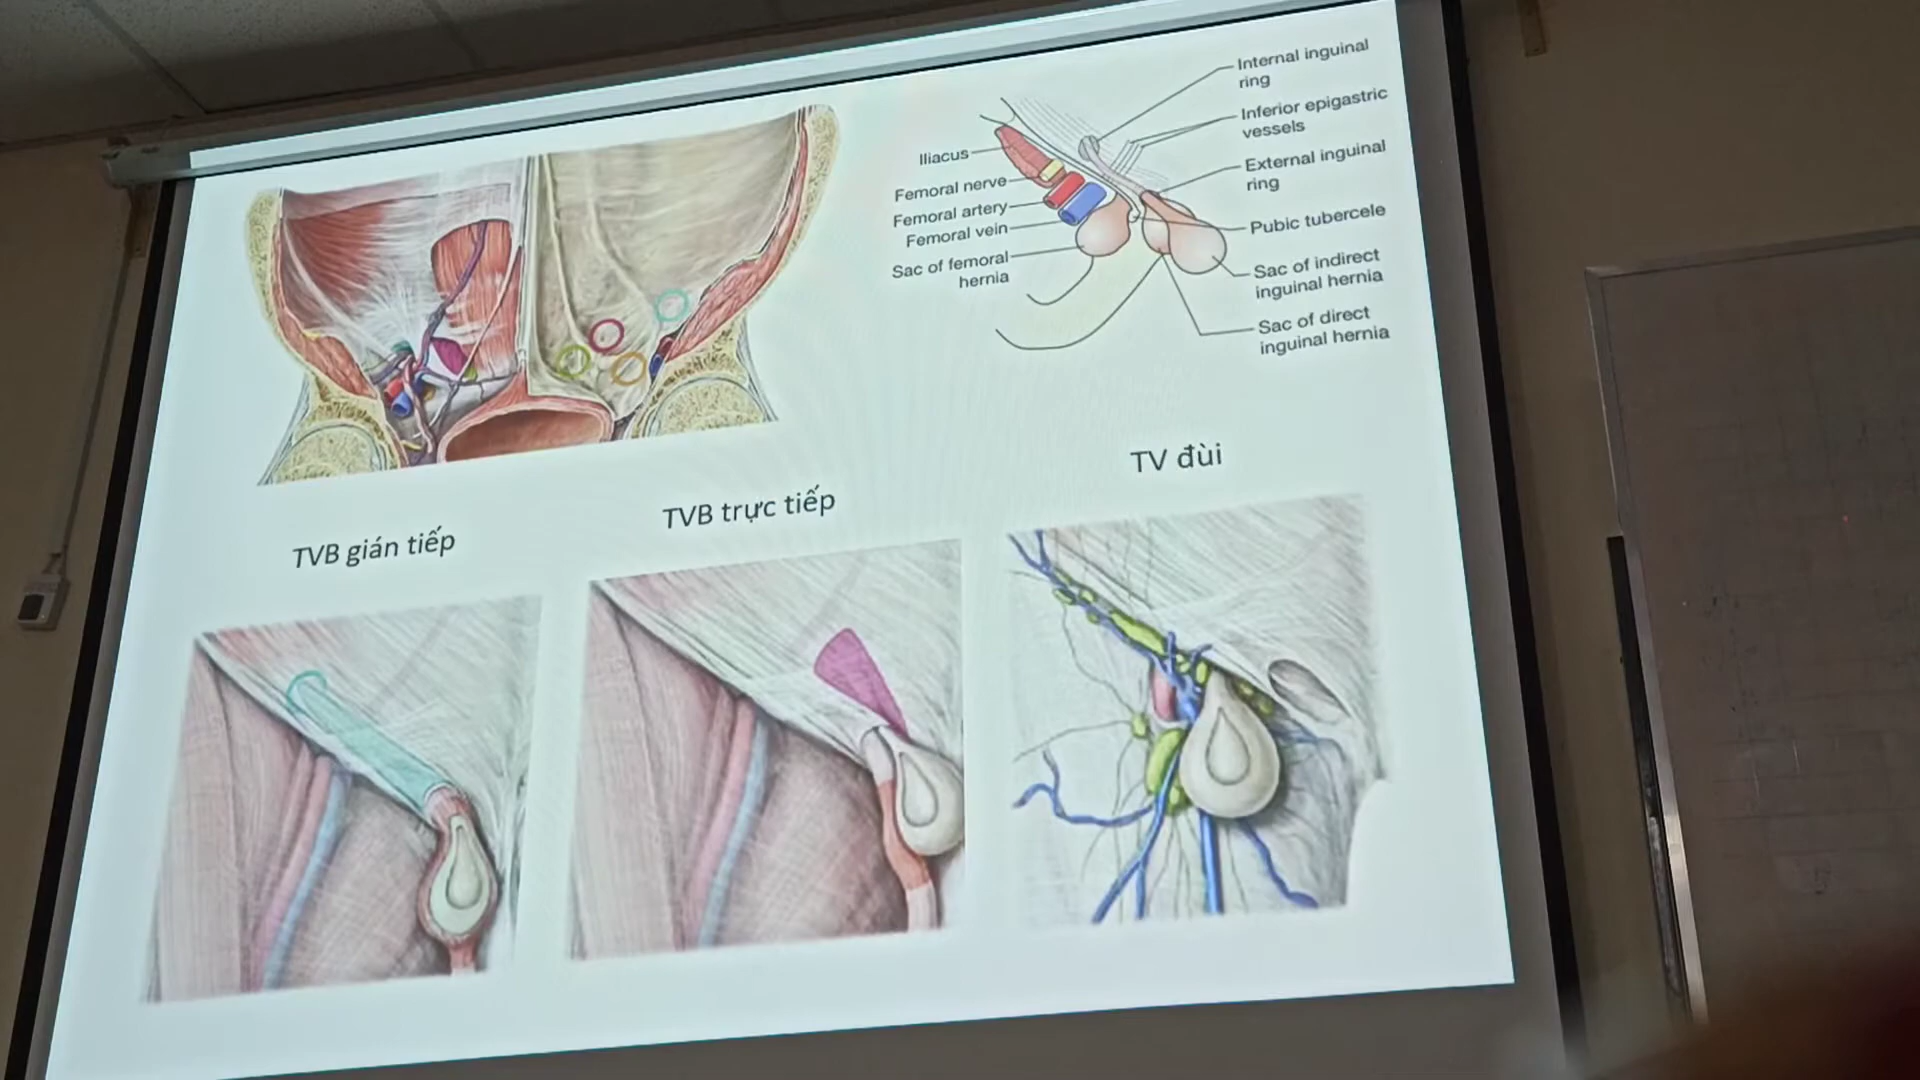 Internal inguinal
ring
Inferior epigastric
vessels
External inguinal
ring
Pubic tubercele
Sac of indirect
inguinal hernia
Sac of direct
inguinal hernia
Iliacus
Femoral nerve
Femoral artery
Femoral vein
Sac of femoral
hernia
TVB gián tiếp
TVB trực tiếp
TV đùi